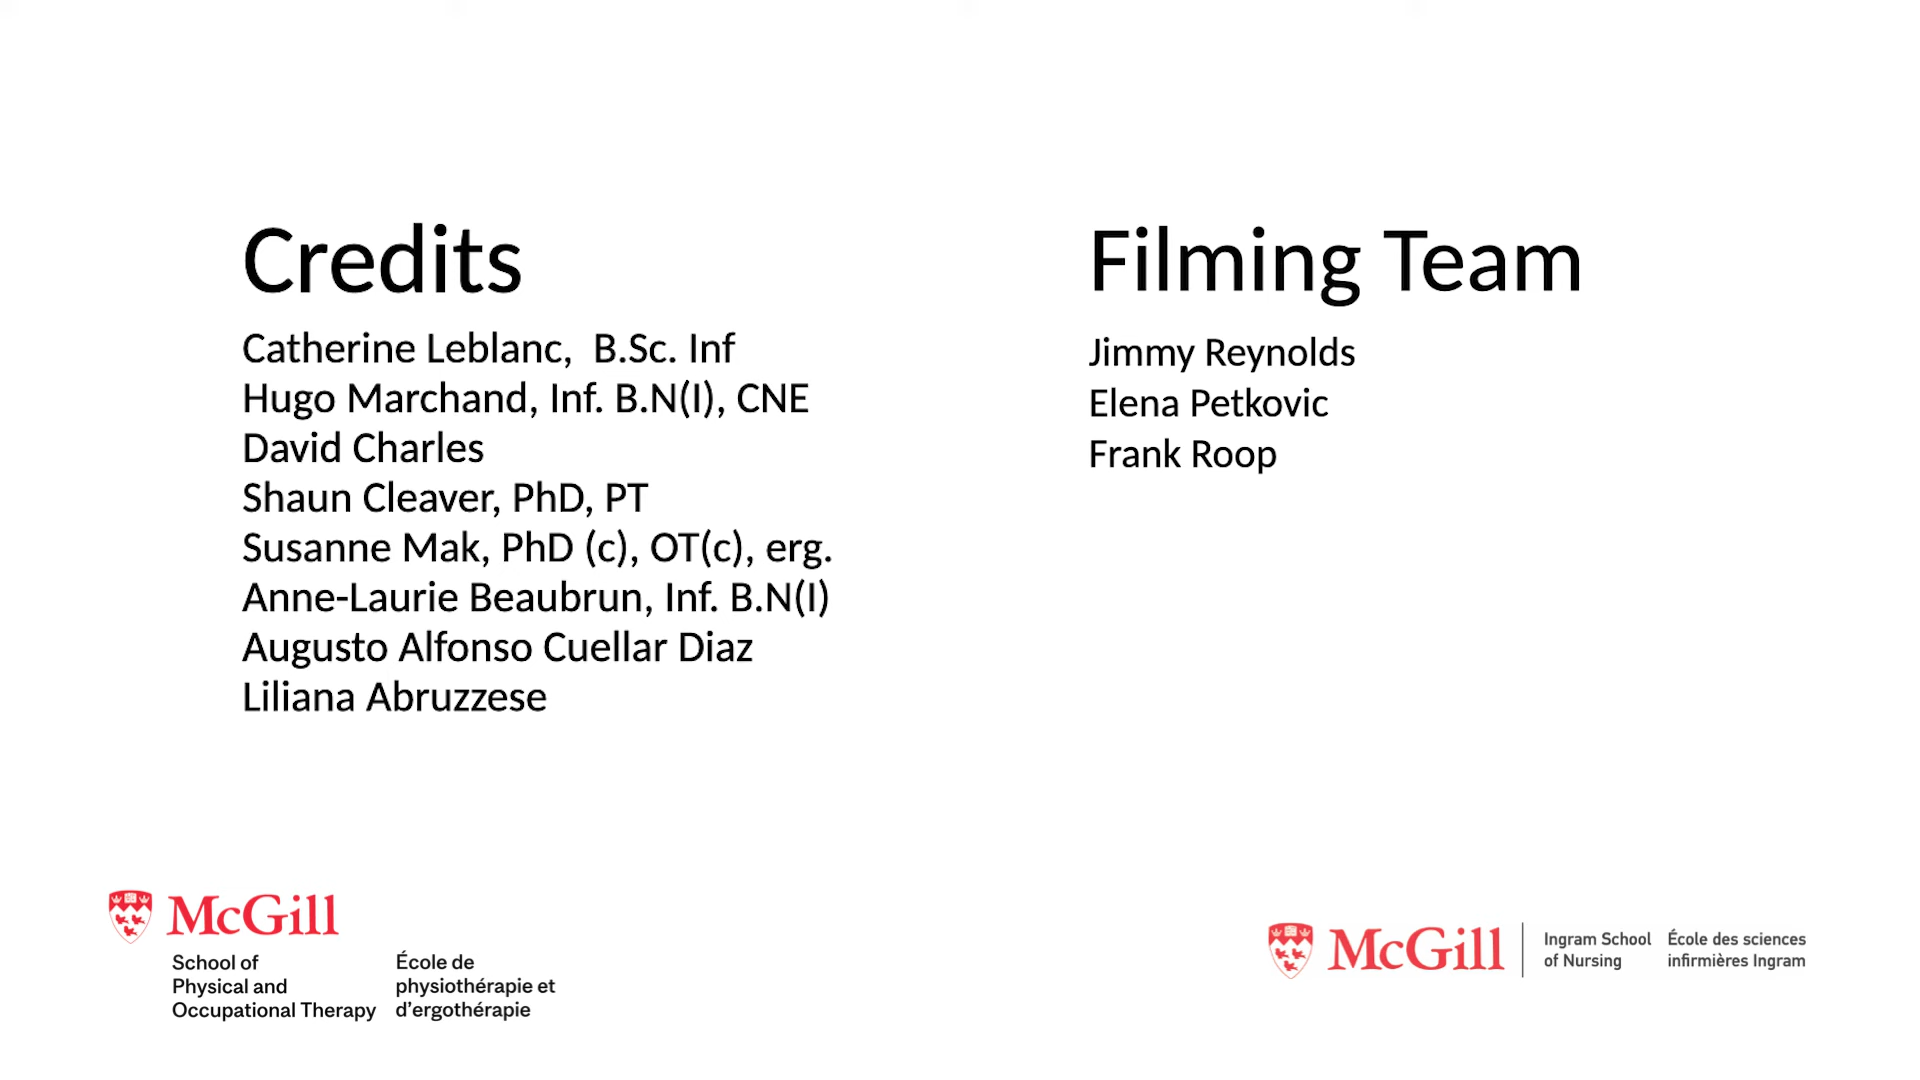 Credits
Catherine Leblanc,  B.Sc. Inf
Hugo Marchand, Inf. B.N(I), CNE
David Charles
Shaun Cleaver, PhD, PT
Susanne Mak, PhD (c), OT(c), erg.
Anne-Laurie Beaubrun, Inf. B.N(I)
Augusto Alfonso Cuellar Diaz
Liliana Abruzzese
Filming Team
Jimmy Reynolds
Elena Petkovic
Frank Roop
McGill
School of
Physical and
Occupational Therapy
École de
physiothérapie et
d'ergothérapie
McGill
Ingram School
of Nursing
École des sciences
infirmières Ingram